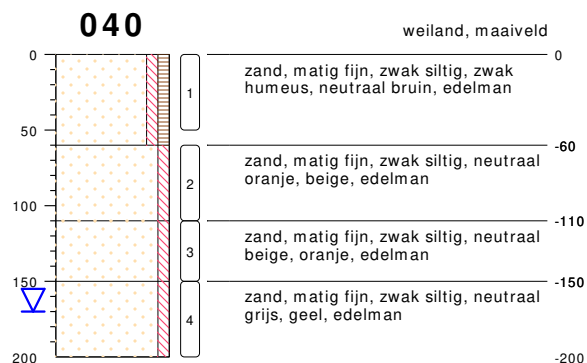 040
weiland, maaiveld
0
0
zand, matig fijn, zwak siltig, zwak
humeus, neutraal bruin, edelman
1
50
-60
zand, matig fijn, zwak siltig, neutraal
oranje, beige, edelman
2
100
-110
zand, matig fijn, zwak siltig, neutraal
beige, oranje, edelman
3
150
-150
zand, matig fijn, zwak siltig, neutraal
grijs, geel, edelman
4
200
-200